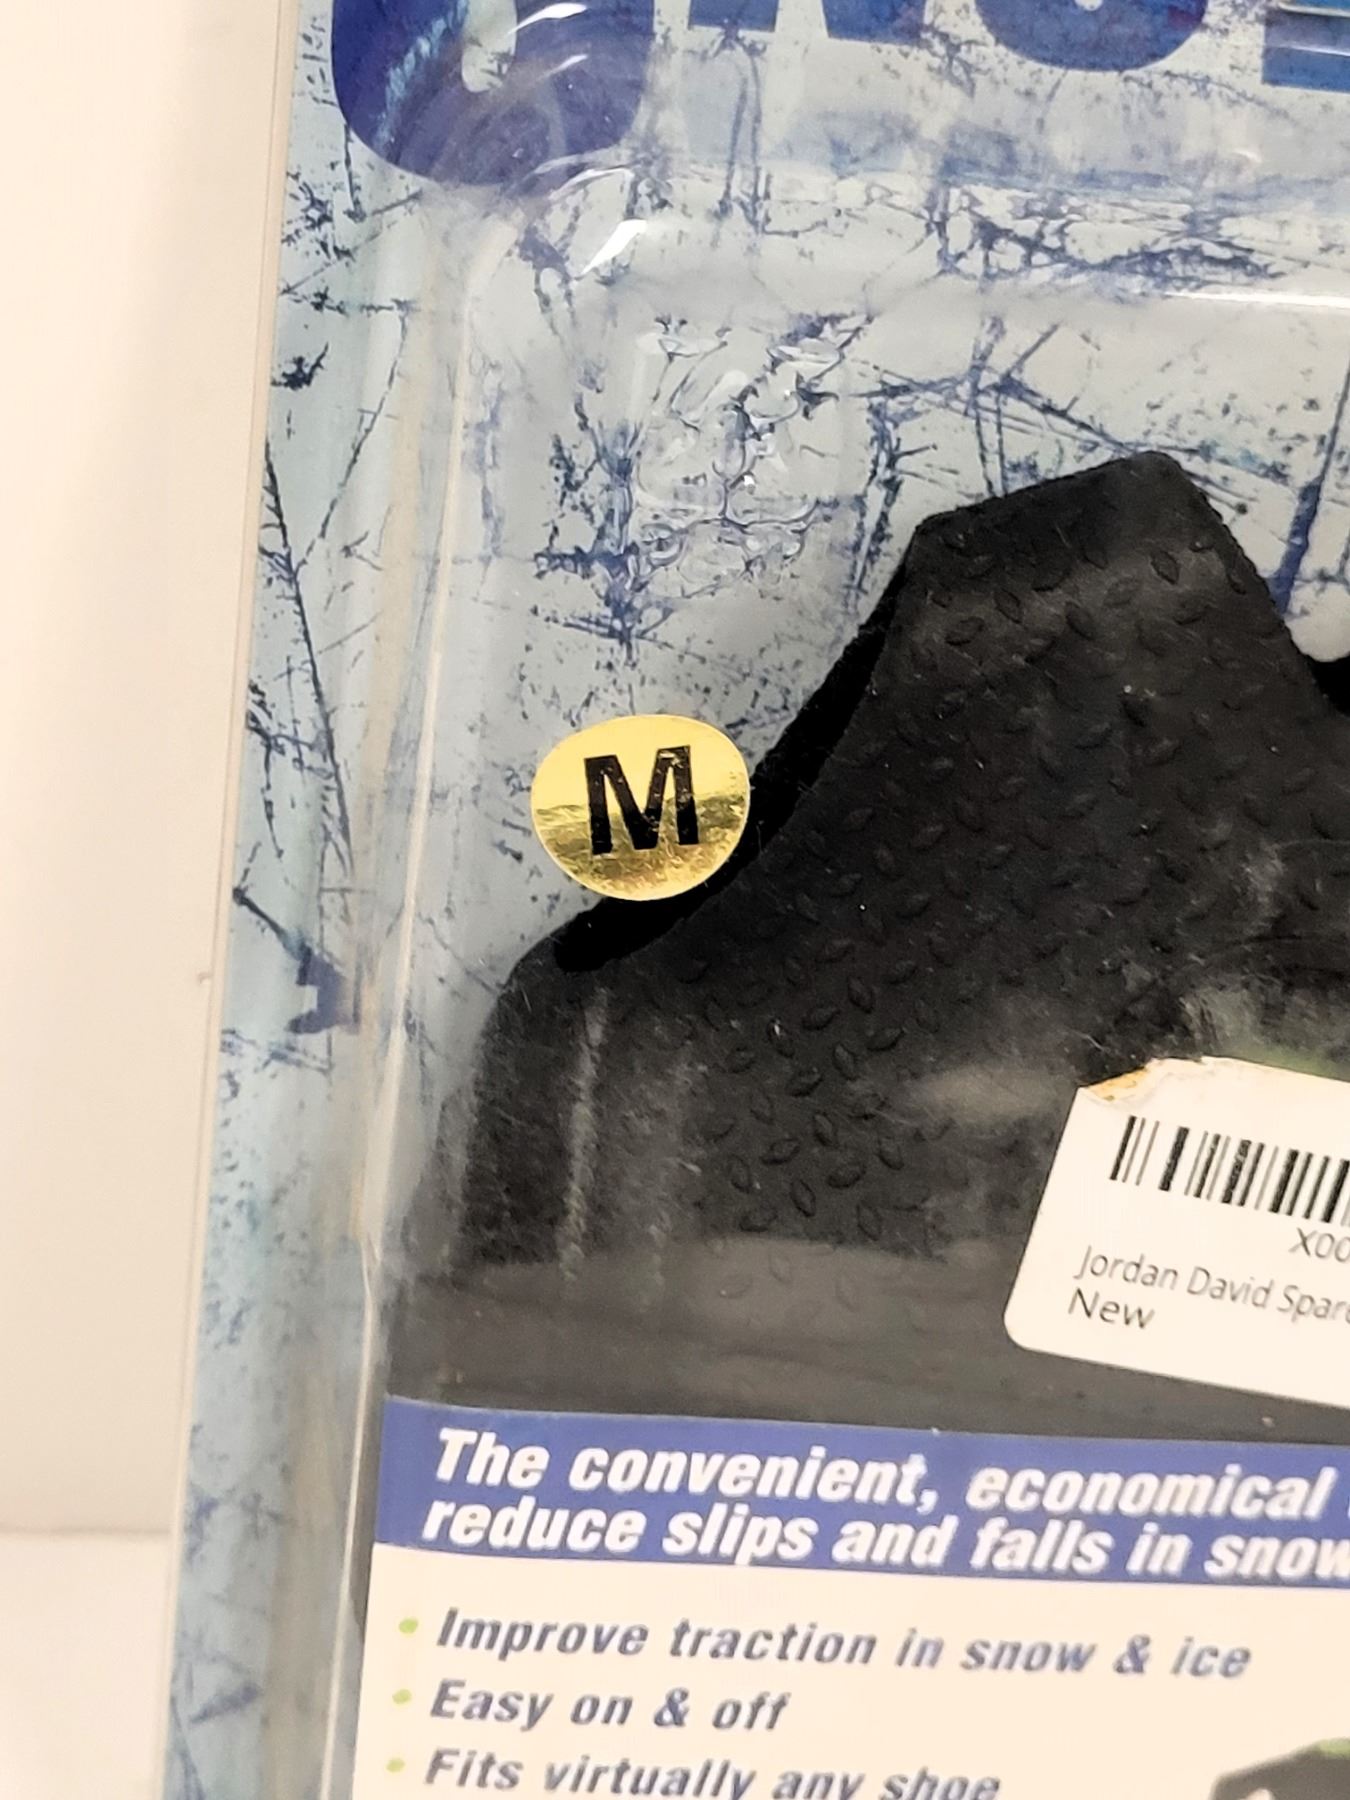 M
X00
Jordan David Spar
New
The convenient, economical
reduce slips and falls in snow
Improve traction in snow & ice
Easy on & off
Fits virtually any shoe